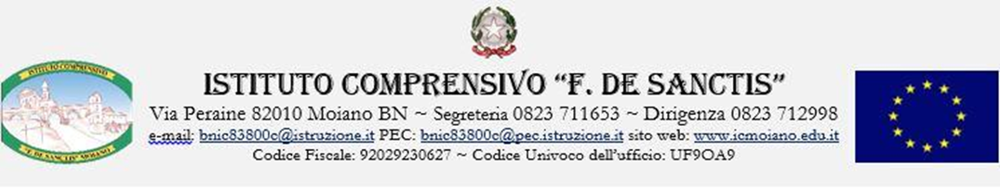 ISTITUTO COMPRENSIVO “F. DE SANCTIS”
Via Peraine 82010 Moiano BN ~ Segreteria 0823 711653 ~ Dirigenza 0823 712998
e-mail: bnic83800c@istruzione.it PEC: bnic83800c@pec.istruzione.it sito web: www.icmoiano.edu.it
Codice Fiscale: 92029230627 ~ Codice Univoco dell’ufficio: UF9OA9
ISTITUTO COMPRENSIVO
"F. DE SANCTIS" MOIANO